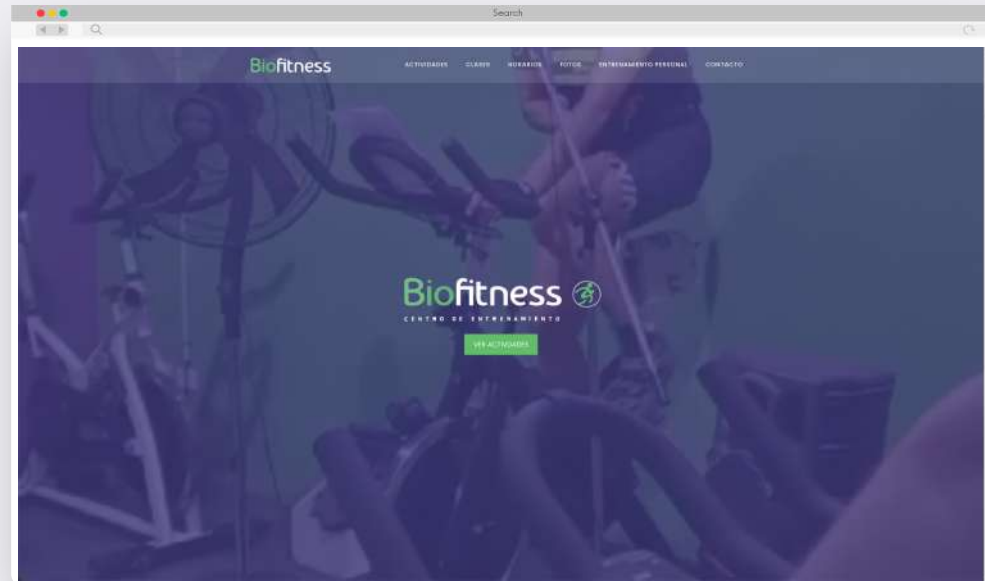 Search
Biofitness
ACTIVIDADES CLASES HORARIOS FOTOS ENTRENAMIENTO PERSONAL CONTACTO
Biofitness
CENTRO DE ENTRENAMIENTO
VER ACTIVIDADES